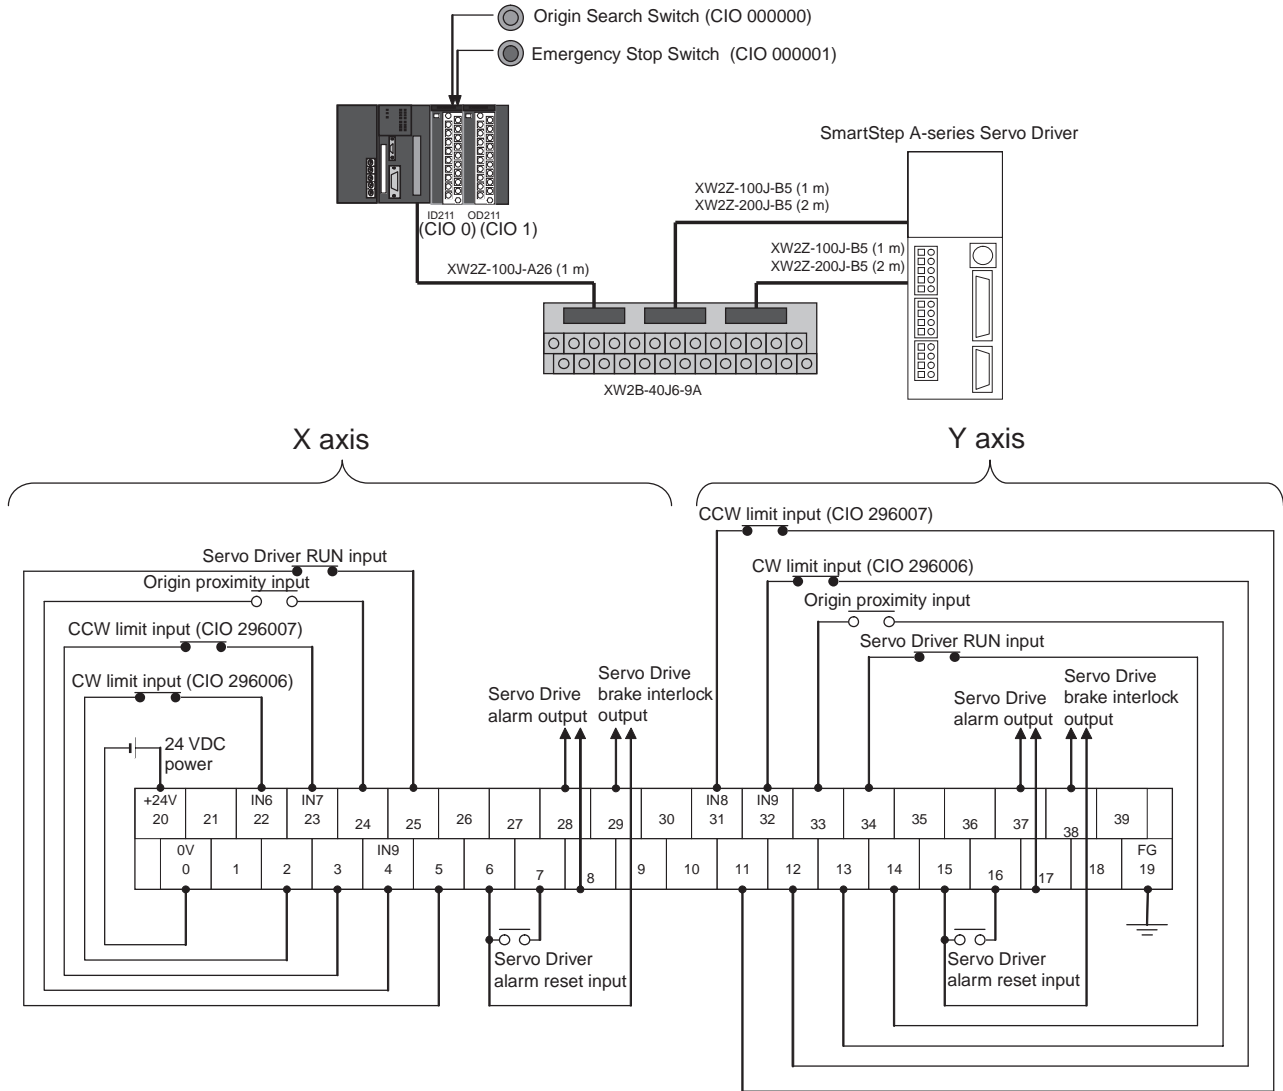 Origin Search Switch (CIO 000000)
Emergency Stop Switch (CIO 000001)
SmartStep A-series Servo Driver
XW2Z-100J-B5 (1 m)
XW2Z-200J-B5 (2 m)
ID211 OD211
(CIO 0) (CIO 1)
XW2Z-100J-B5 (1 m)
XW2Z-200J-B5 (2 m)
XW2Z-100J-A26 (1 m)
XW2B-40J6-9A
X axis
Y axis
CCW limit input (CIO 296007)
Servo Driver RUN input
CW limit input (CIO 296006)
Origin proximity input
Origin proximity input
CCW limit input (CIO 296007)
Servo Driver RUN input
CW limit input (CIO 296006)
Servo Drive
alarm output
Servo Drive
brake interlock
output
Servo Drive
alarm output
Servo Drive
brake interlock
output
24 VDC
power
+24V IN6 IN7 IN8 IN9
20 21 22 23 24 25 26 27 28 29 30 31 32 33 34 35 36 37 38 39
0V IN9 FG
0 1 2 3 4 5 6 7 8 9 10 11 12 13 14 15 16 17 18 19
Servo Driver
alarm reset input
Servo Driver
alarm reset input